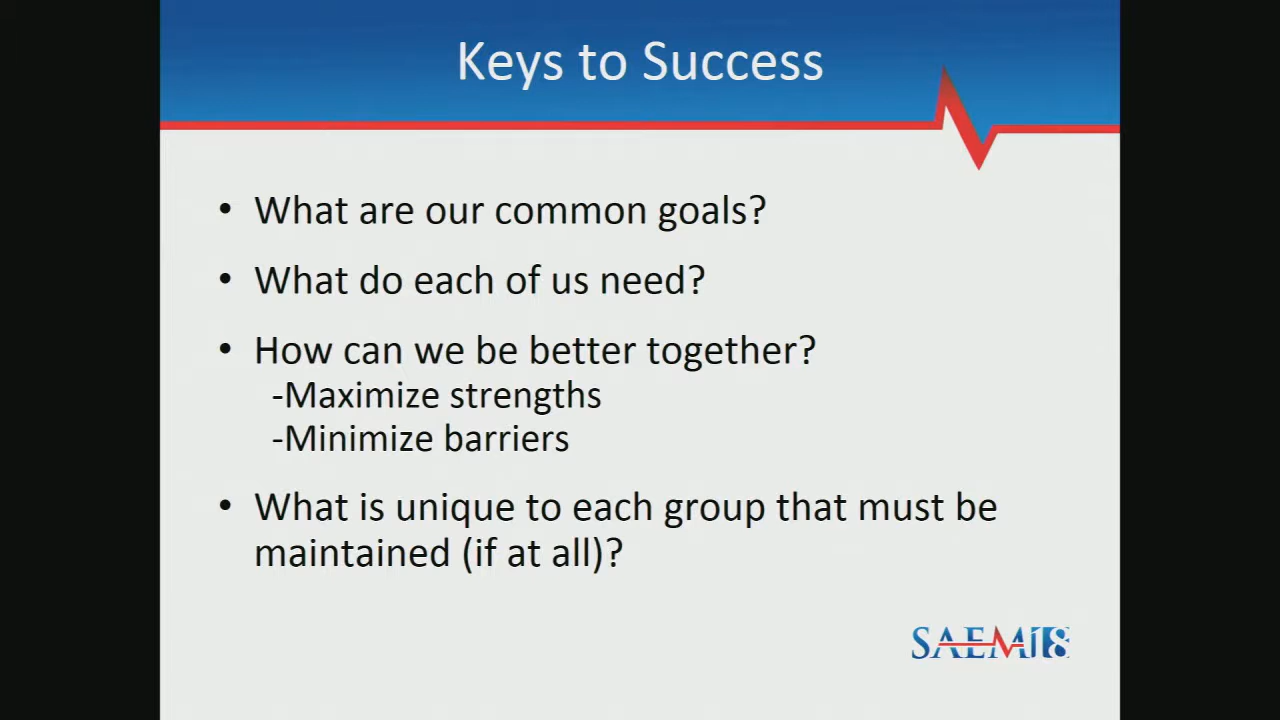 Keys to Success
• What are our common goals?
• What do each of us need?
• How can we be better together?
-Maximize strengths
-Minimize barriers
• What is unique to each group that must be
maintained (if at all)?
SAEM18